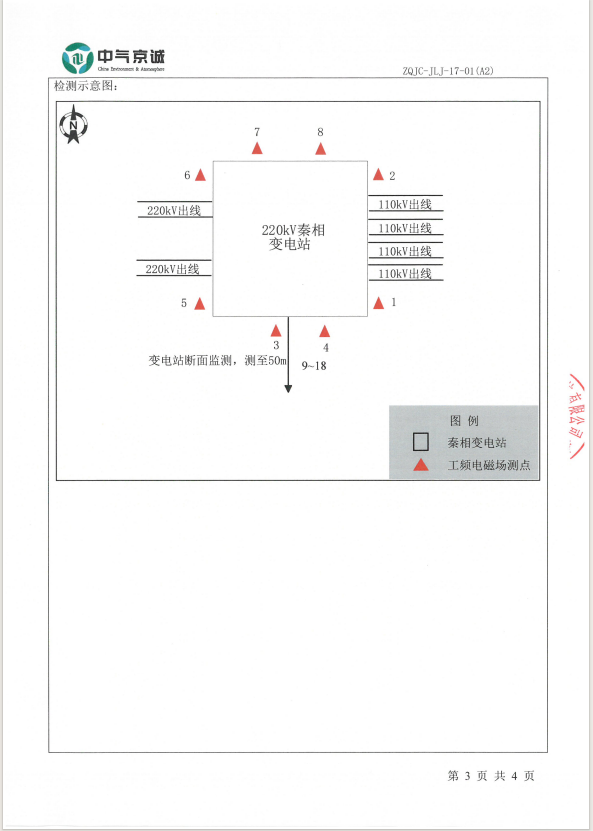 中气京诚
China Environment & Atmosphere
ZQJC-JLJ-17-01(A2)
检测示意图:
N
7
8
6
2
220kV出线
110kV出线
110kV出线
220kV秦相
变电站
110kV出线
220kV出线
110kV出线
5
1
3
4
变电站断面监测, 测至50m
9~18
图 例
秦相变电站
工频电磁场测点
有限公司
第 3 页 共 4 页